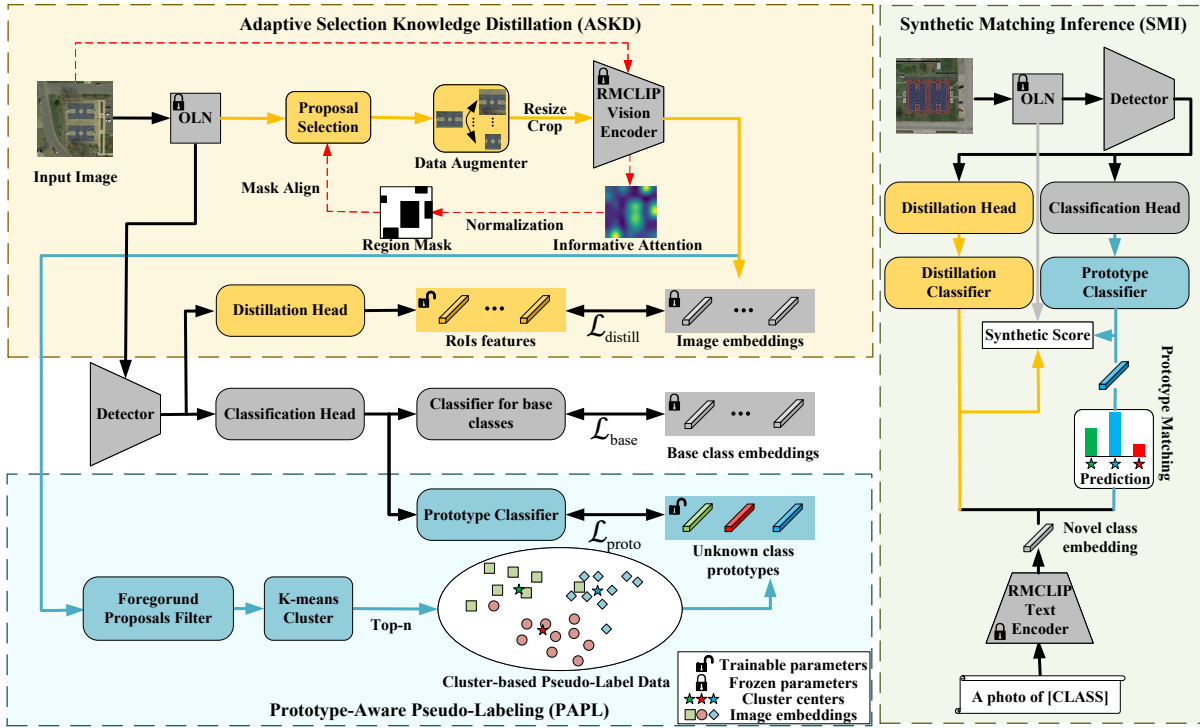 Adaptive Selection Knowledge Distillation (ASKD)
Input Image
OLN
Proposal
Selection
Data Augmenter
Resize
Crop
RMCLIP
Vision
Encoder
Mask Align
Region Mask
Normalization
Informative Attention
Distillation Head
RoIs features
ℒdistill
Image embeddings
Detector
Classification Head
Classifier for base
classes
ℒbase
Base class embeddings
Prototype Classifier
ℒproto
Unknown class
prototypes
Foregorund
Proposals Filter
K-means
Cluster
Top-n
Cluster-based Pseudo-Label Data
Prototype-Aware Pseudo-Labeling (PAPL)
Trainable parameters
Frozen parameters
Cluster centers
Image embeddings
Synthetic Matching Inference (SMI)
OLN
Detector
Distillation Head
Classification Head
Distillation
Classifier
Prototype
Classifier
Synthetic Score
Prototype Matching
Prediction
Novel class
embedding
RMCLIP
Text
Encoder
A photo of [CLASS]